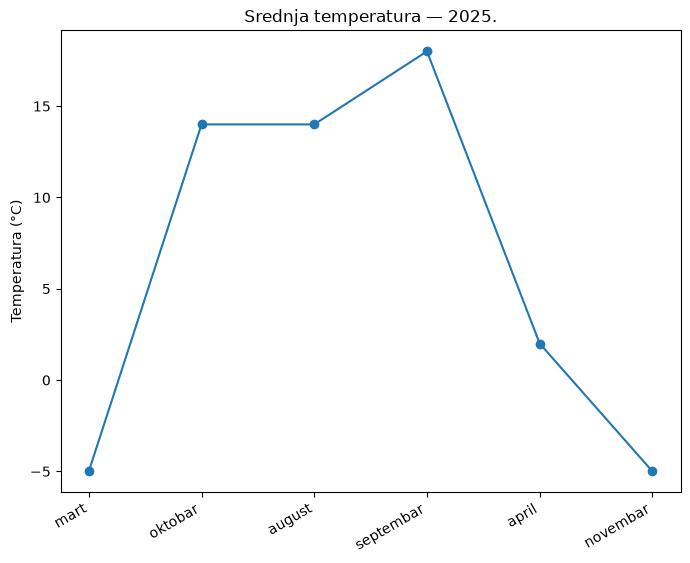 Srednja temperatura — 2025.
Temperatura (°C)
15
10
5
0
−5
mart
oktobar
august
septembar
april
novembar